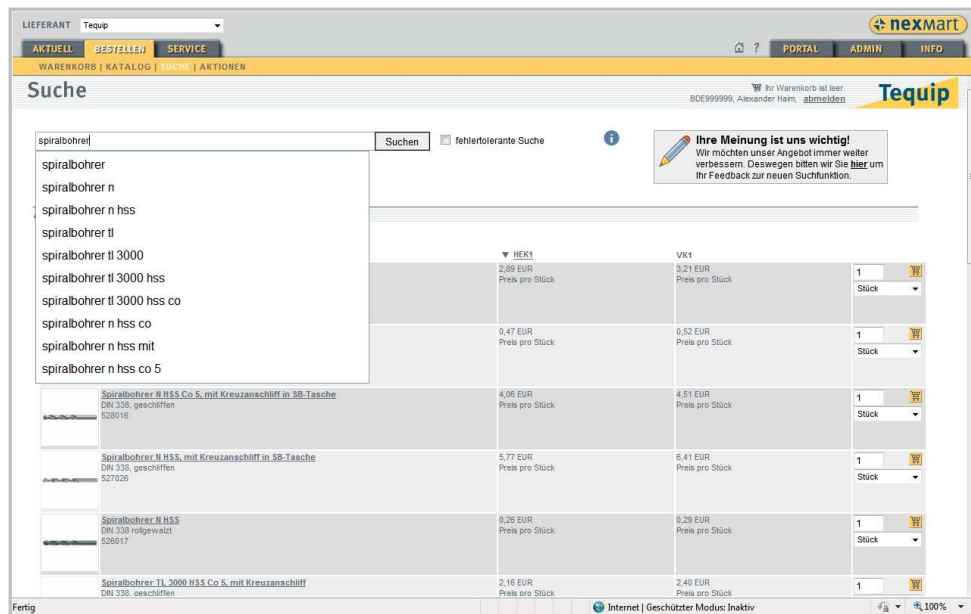 LIEFERANT Tequip
nexmart
AKTUELL BESTELLEN SERVICE ? PORTAL ADMIN INFO
WARENKORB | KATALOG | SUCHE | AKTIONEN
Suche
Ihr Warenkorb ist leer.
BDE999999, Alexander Haim, abmelden
Tequip
spiralbohrer Suchen fehlertolerante Suche
Ihre Meinung ist uns wichtig!
Wir möchten unser Angebot immer weiter
verbessern. Deswegen bitten wir Sie hier um
Ihr Feedback zur neuen Suchfunktion.
spiralbohrer
spiralbohrer n
spiralbohrer n hss
spiralbohrer tl
spiralbohrer tl 3000
spiralbohrer tl 3000 hss
spiralbohrer tl 3000 hss co
spiralbohrer n hss co
spiralbohrer n hss mit
spiralbohrer n hss co 5
▼ HEK1 VK1
2,89 EUR 3,21 EUR 1
Preis pro Stück Preis pro Stück Stück
0,47 EUR 0,52 EUR 1
Preis pro Stück Preis pro Stück Stück
Spiralbohrer N HSS Co 5, mit Kreuzanschliff in SB-Tasche 4,06 EUR 4,51 EUR 1
DIN 338, geschliffen Preis pro Stück Preis pro Stück Stück
528016
Spiralbohrer N HSS, mit Kreuzanschliff in SB-Tasche 5,77 EUR 6,41 EUR 1
DIN 338, geschliffen Preis pro Stück Preis pro Stück Stück
527026
Spiralbohrer N HSS 0,26 EUR 0,29 EUR 1
DIN 338 rollgewalzt Preis pro Stück Preis pro Stück Stück
526017
Spiralbohrer TL 3000 HSS Co 5, mit Kreuzanschliff 2,16 EUR 2,40 EUR 1
DIN 338, geschliffen Preis pro Stück Preis pro Stück
Fertig Internet | Geschützter Modus: Inaktiv 100%